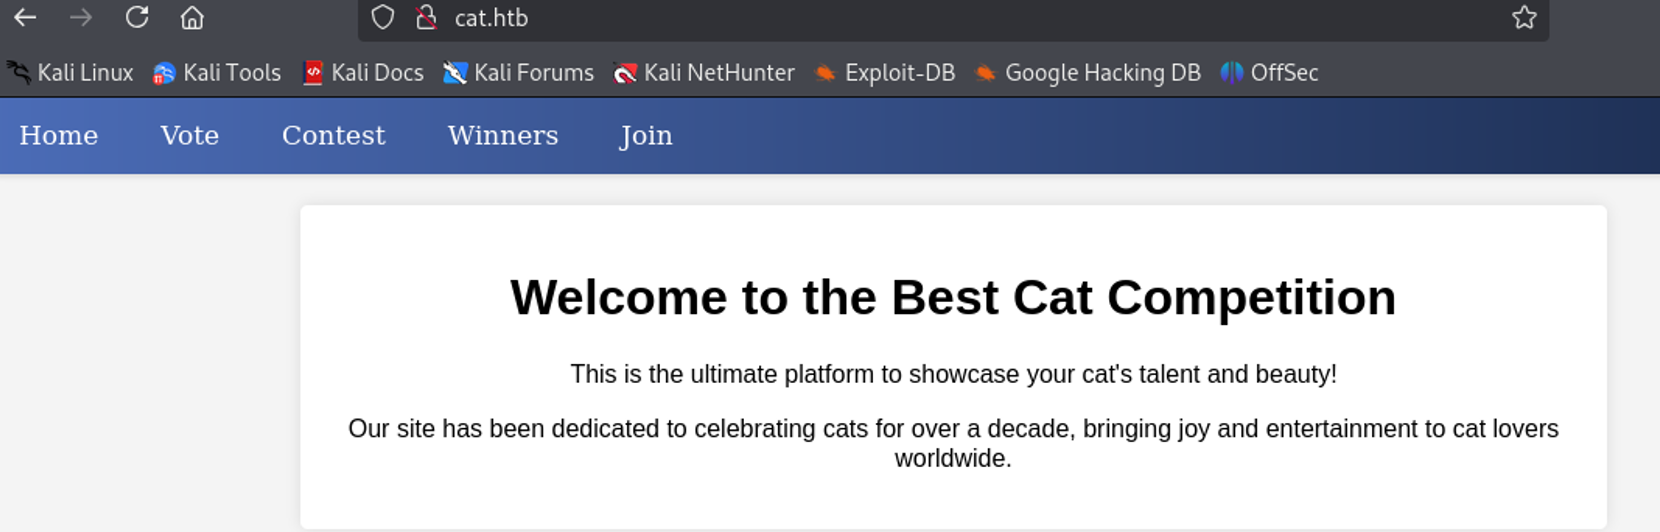 cat.htb
Kali Linux Kali Tools Kali Docs Kali Forums Kali NetHunter Exploit-DB Google Hacking DB OffSec
Home Vote Contest Winners Join
Welcome to the Best Cat Competition
This is the ultimate platform to showcase your cat's talent and beauty!
Our site has been dedicated to celebrating cats for over a decade, bringing joy and entertainment to cat lovers
worldwide.